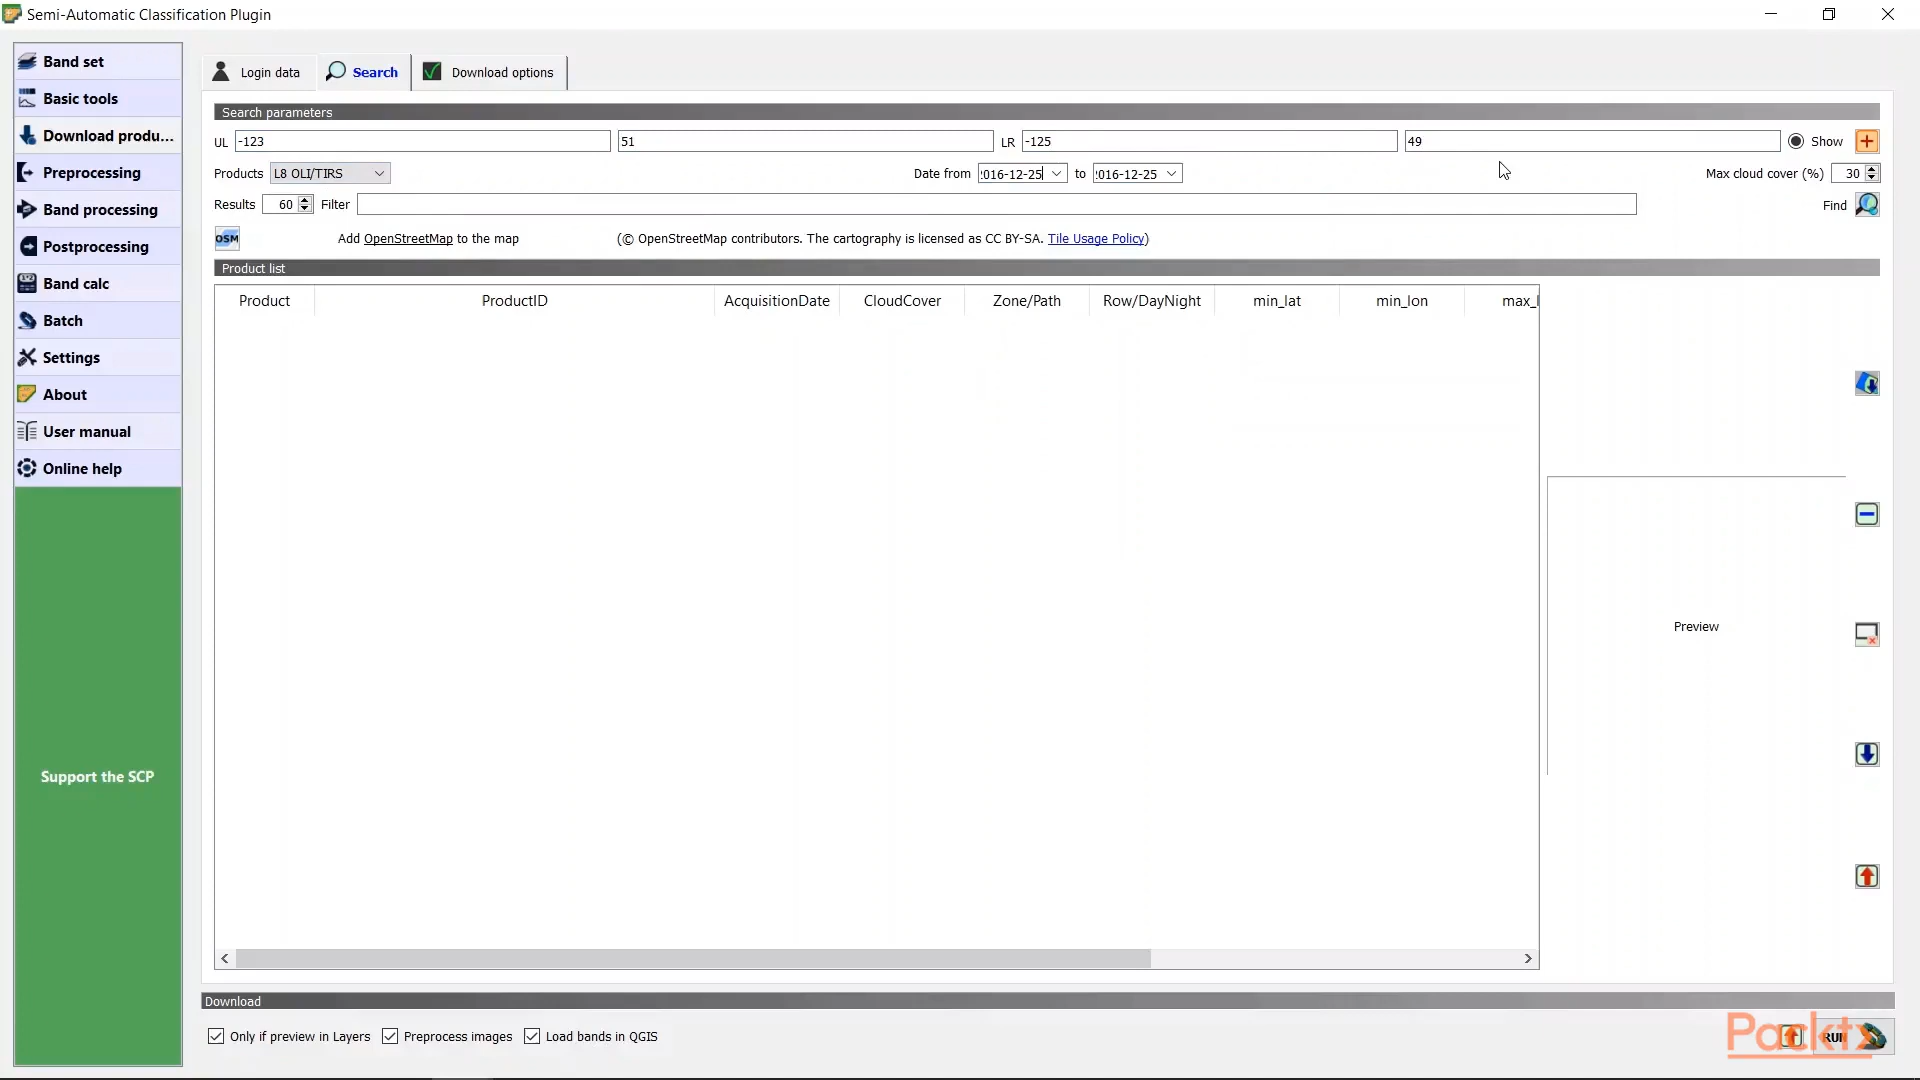 Semi-Automatic Classification Plugin
Band set
Basic tools
Download produ...
Preprocessing
Band processing
Postprocessing
Band calc
Batch
Settings
About
User manual
Online help
Support the SCP
Login data Search Download options
Search parameters
UL -123 51 LR -125 49 Show
Products L8 OLI/TIRS Date from 016-12-25 to 016-12-25 Max cloud cover (%) 30
Results 60 Filter Find
OSM Add OpenStreetMap to the map (© OpenStreetMap contributors. The cartography is licensed as CC BY-SA. Tile Usage Policy)
Product list
Product ProductID AcquisitionDate CloudCover Zone/Path Row/DayNight min_lat min_lon max_l
Preview
Download
Only if preview in Layers Preprocess images Load bands in QGIS
Packt> RUN